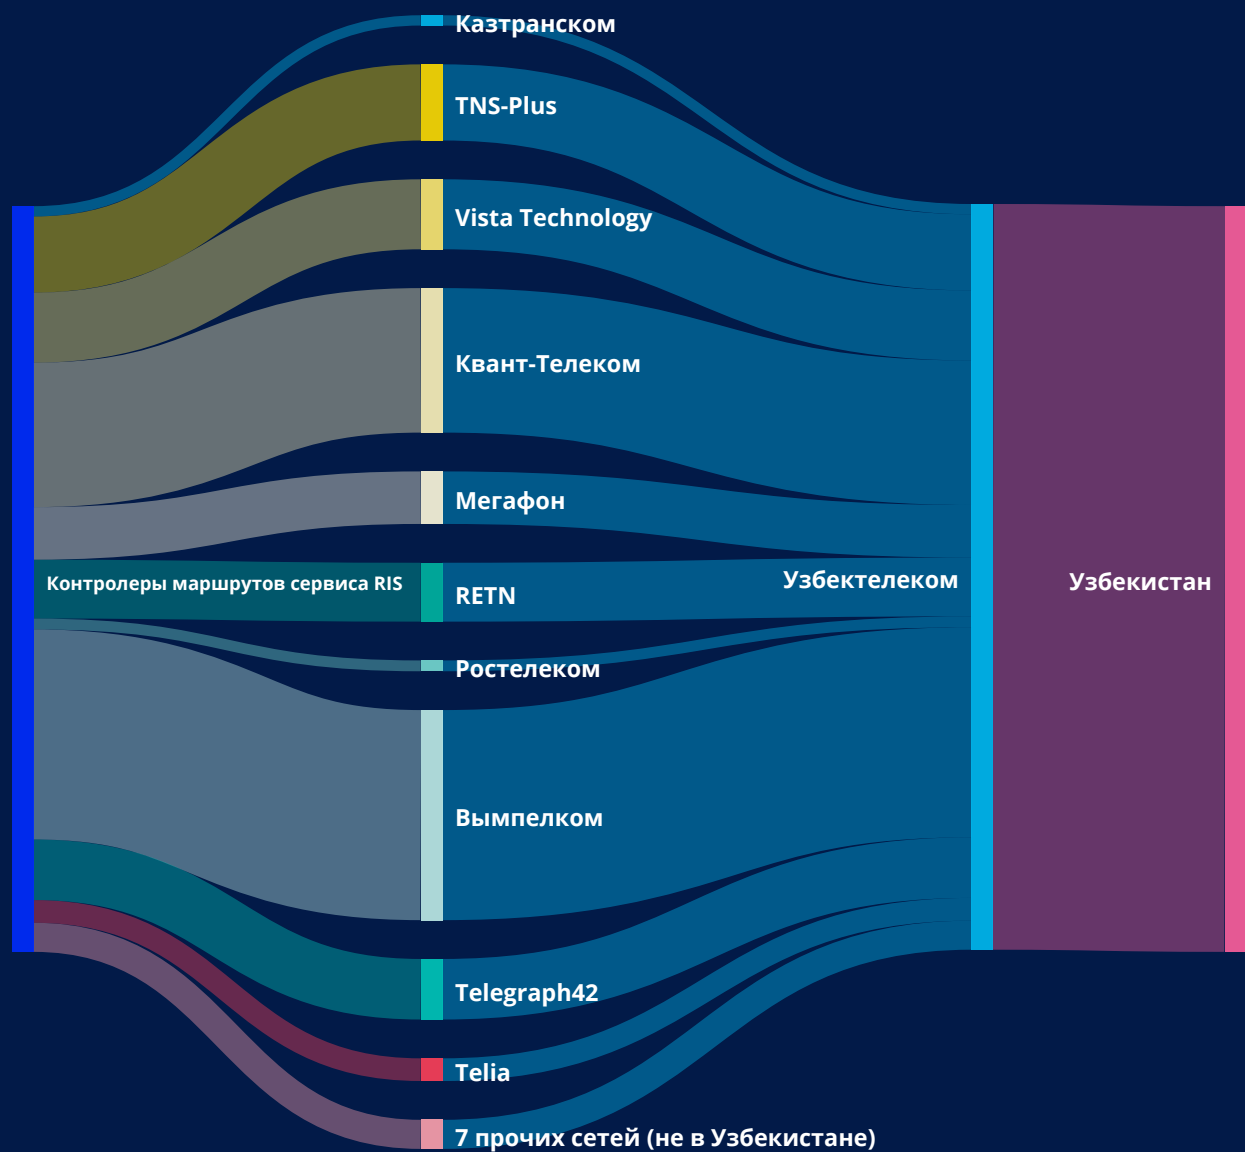 Казтранском
TNS-Plus
Vista Technology
Квант-Телеком
Мегафон
Контролеры маршрутов сервиса RIS
RETN
Узбектелеком
Узбекистан
Ростелеком
Вымпелком
Telegraph42
Telia
7 прочих сетей (не в Узбекистане)